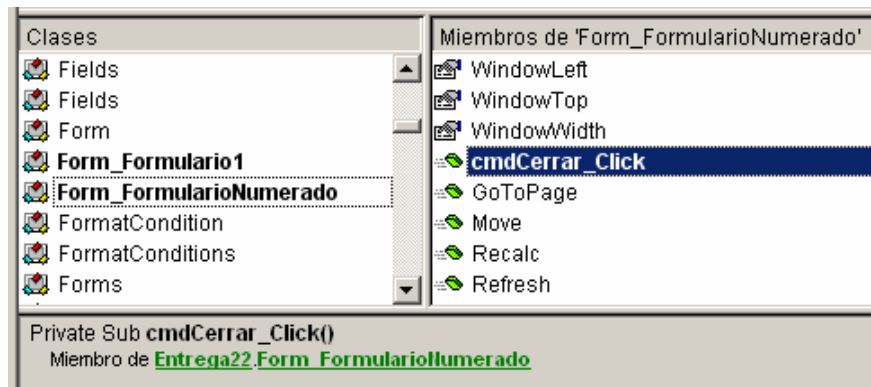 Clases
Fields
Fields
Form
Form_Formulario1
Form_FormularioNumerado
FormatCondition
FormatConditions
Forms
Miembros de 'Form_FormularioNumerado'
WindowLeft
WindowTop
WindowWidth
cmdCerrar_Click
GoToPage
Move
Recalc
Refresh
Private Sub cmdCerrar_Click()
Miembro de Entrega22.Form_FormularioNumerado